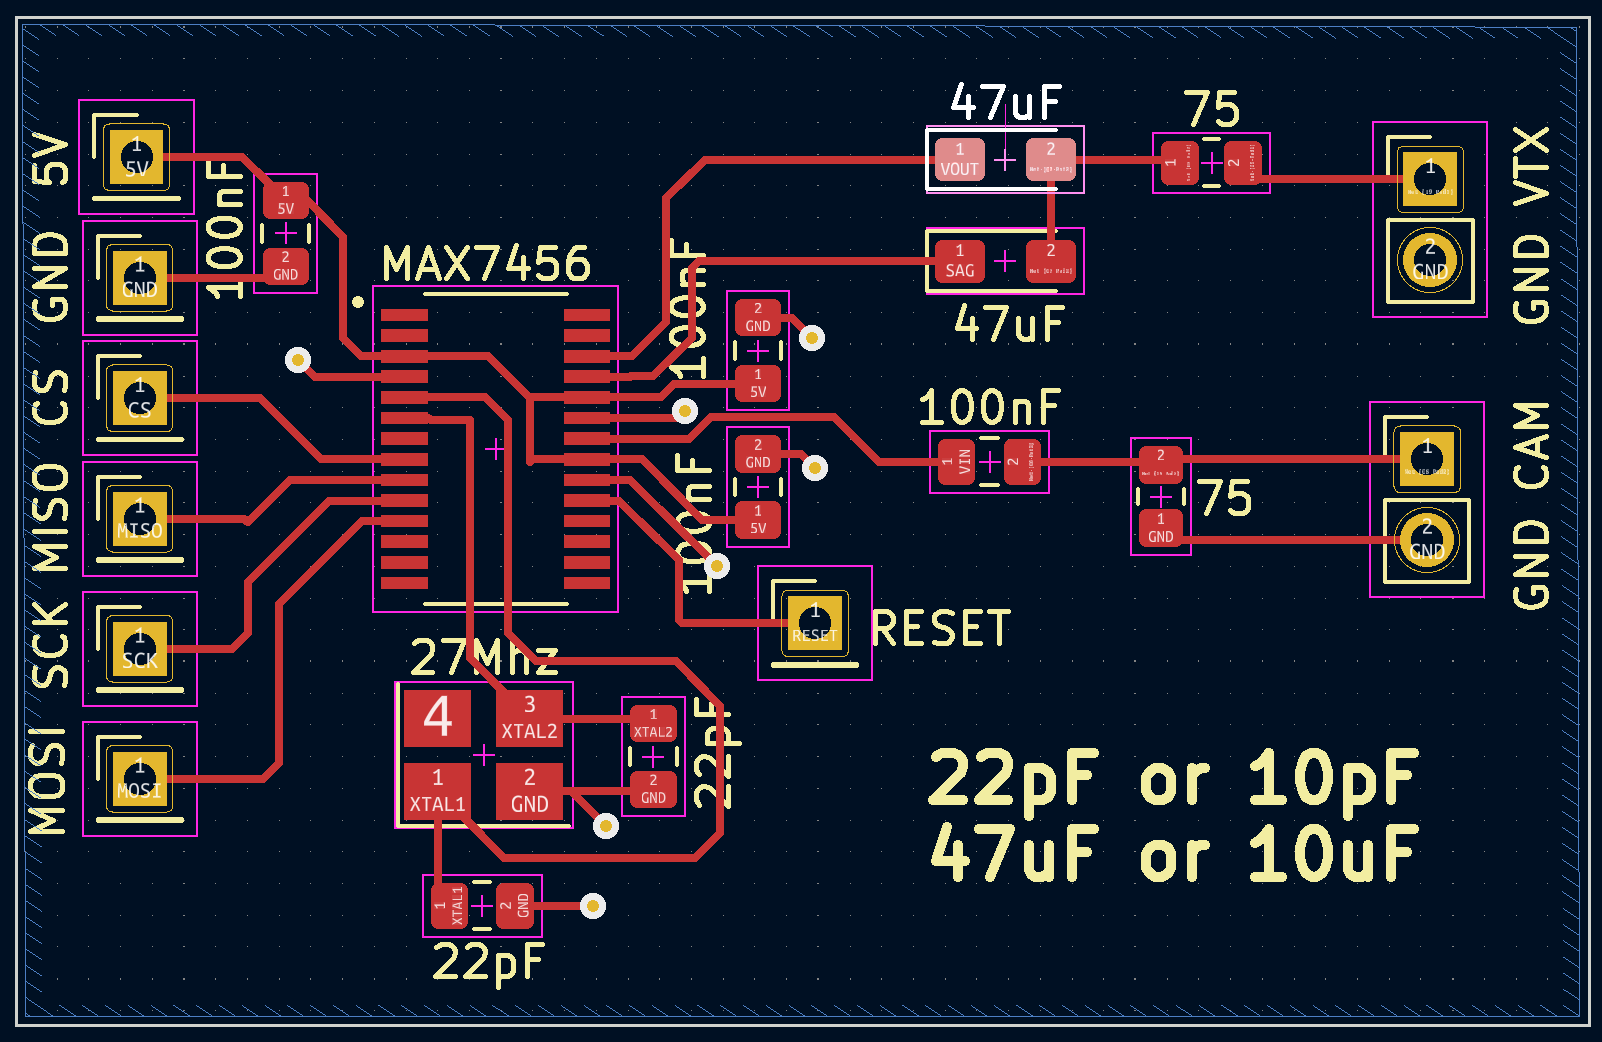 5V
GND
CS
MISO
SCK
MOSI
1
5V
1
GND
1
CS
1
MISO
1
SCK
1
MOSI
100nF
1
5V
2
GND
MAX7456
27Mhz
4
3
XTAL2
1
XTAL1
2
GND
1
XTAL2
2
GND
22pF
1
XTAL1
2
GND
22pF
100nF
2
GND
1
5V
100nF
2
GND
1
5V
1
RESET
RESET
47uF
1
VOUT
2
1
SAG
2
47uF
75
1
2
1
2
GND
GND VTX
100nF
1
VIN
2
2
1
GND
75
1
2
GND
GND CAM
22pF or 10pF
47uF or 10uF